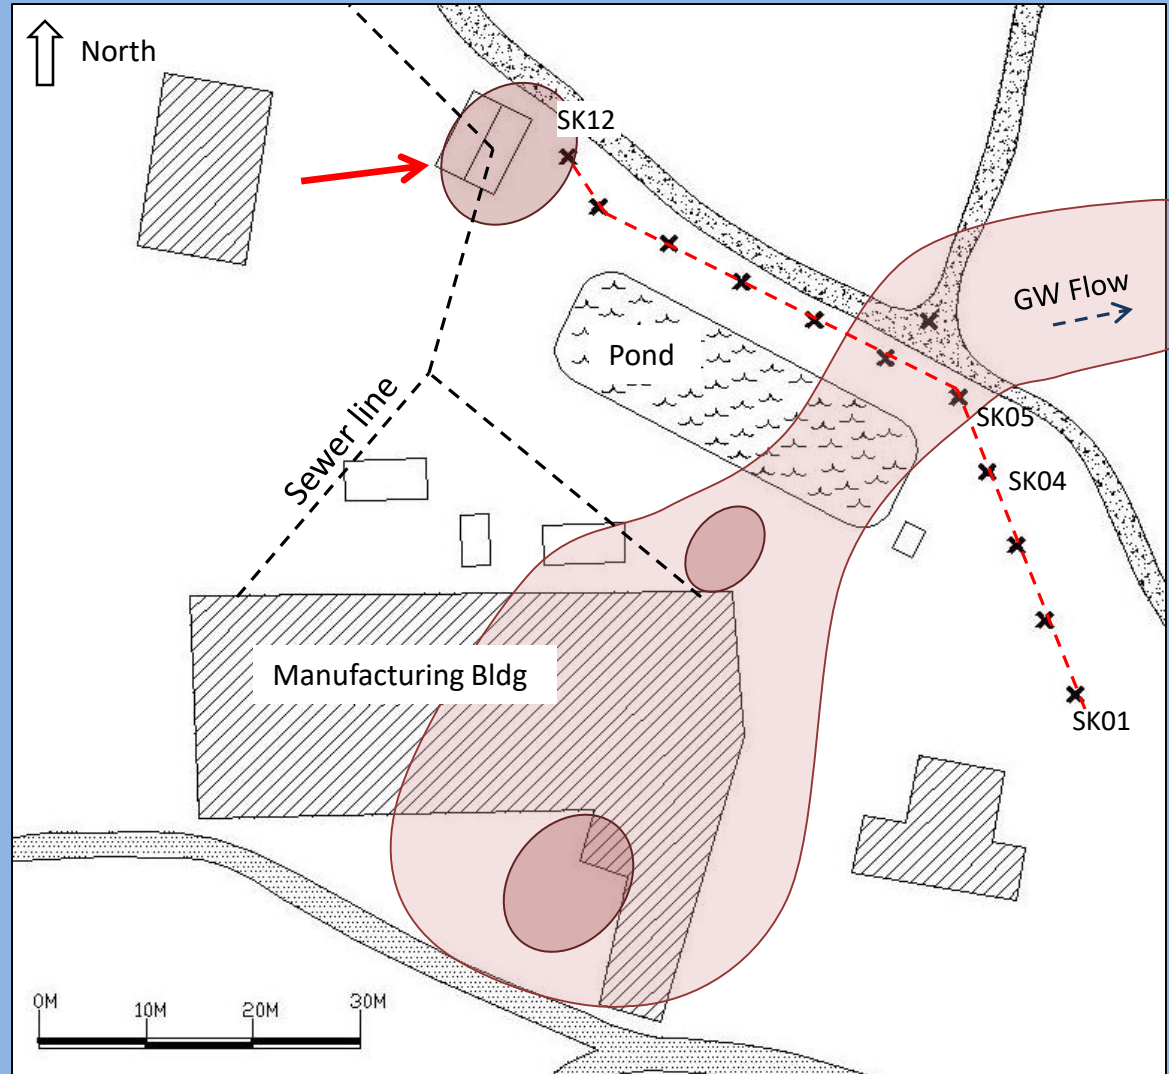 North
SK12
GW Flow
Pond
SK05
Sewer line
SK04
Manufacturing Bldg
SK01
0M
10M
20M
30M